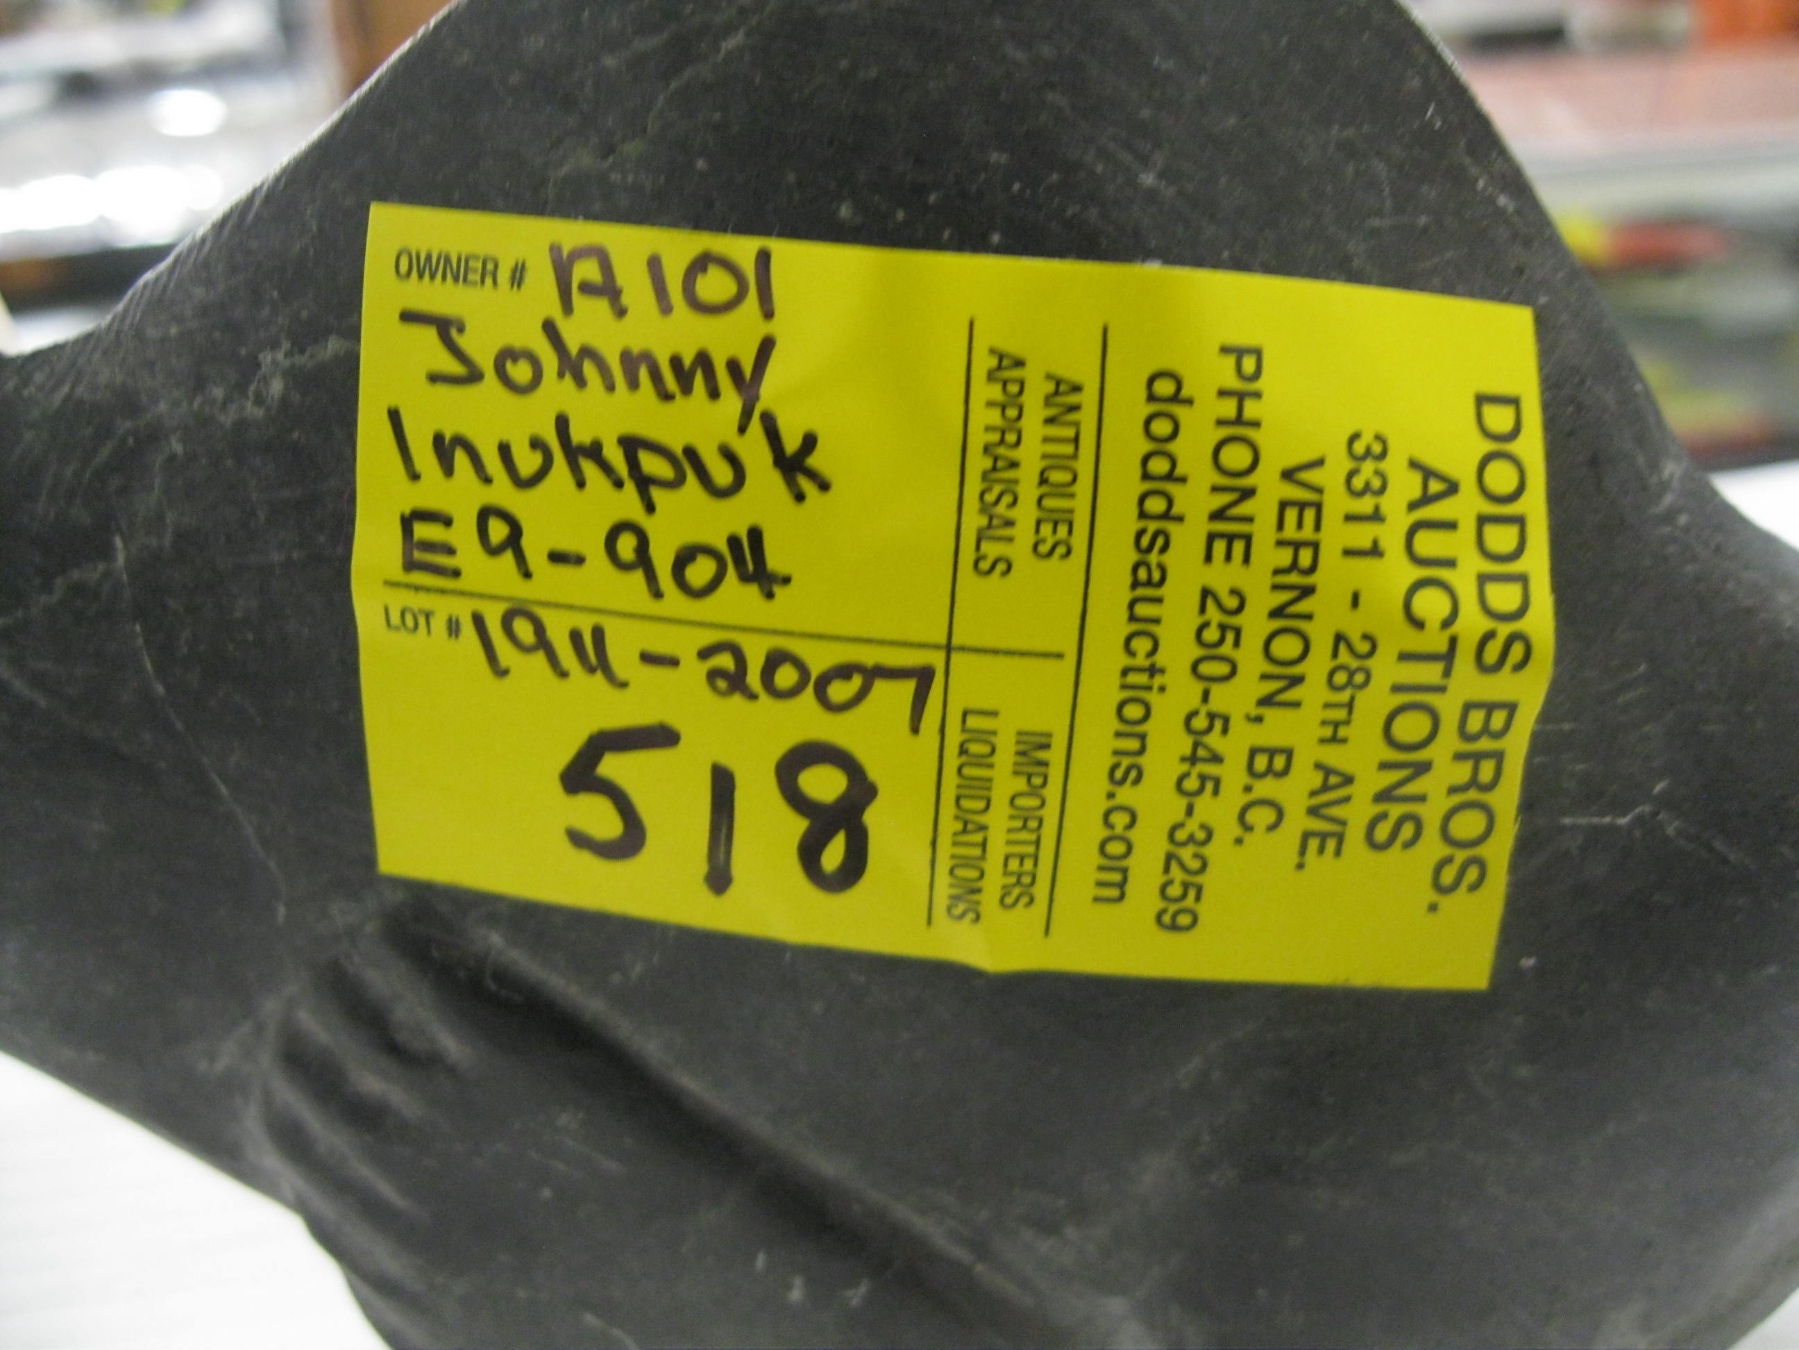 OWNER # A101
Johnny
Inukpuk
E9-904
LOT # 1911-2007
518
ANTIQUES
APPRAISALS
IMPORTERS
LIQUIDATIONS
DODDS BROS.
AUCTIONS
3311 - 28TH AVE.
VERNON, B.C.
PHONE 250-545-3259
doddsauctions.com